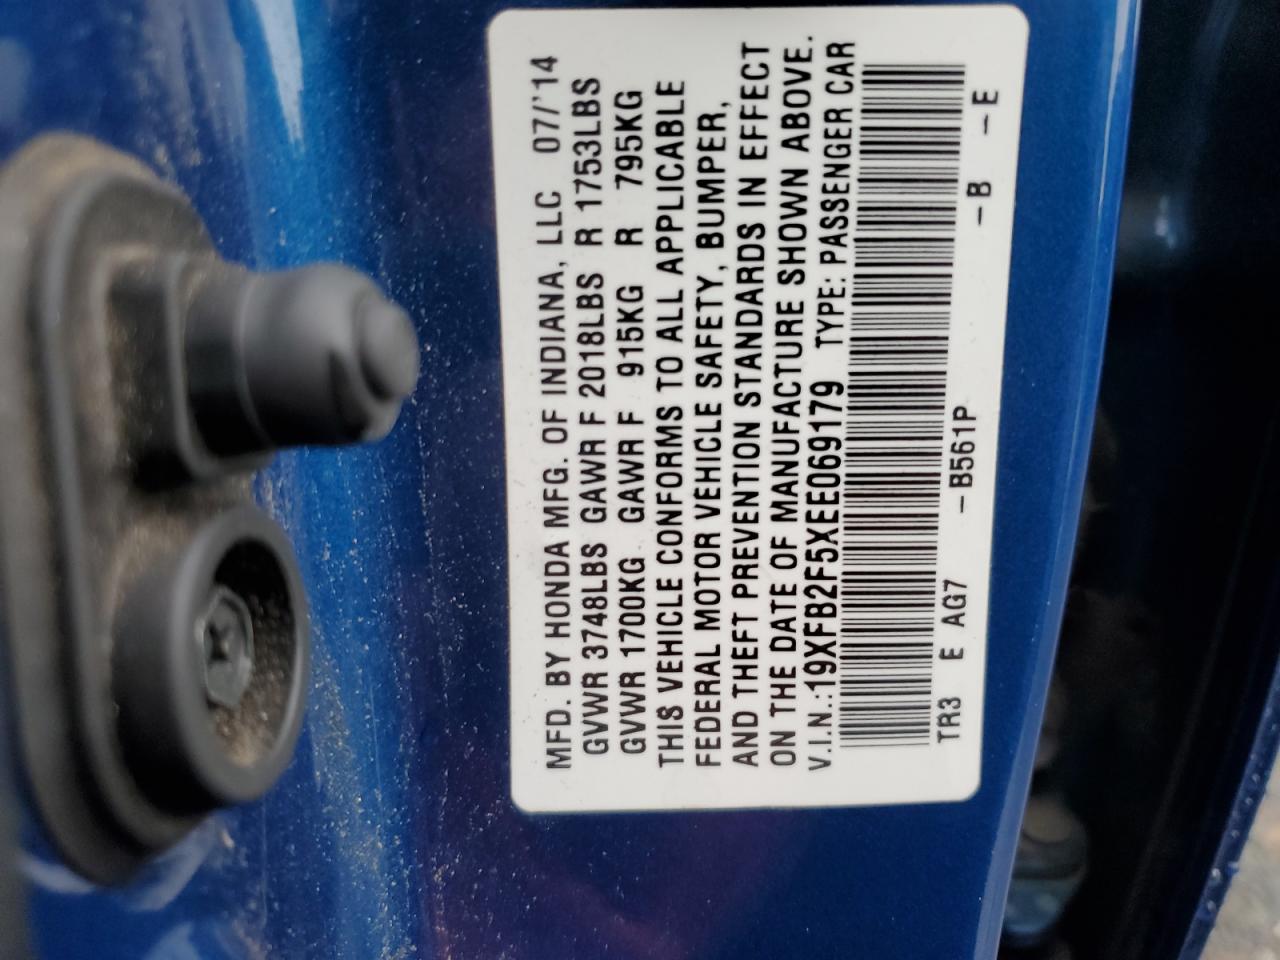 MFD. BY HONDA MFG. OF INDIANA, LLC 07/'14
GVWR 3748LBS GAWR F 2018LBS R 1753LBS
GVWR 1700KG GAWR F 915KG R 795KG
THIS VEHICLE CONFORMS TO ALL APPLICABLE
FEDERAL MOTOR VEHICLE SAFETY, BUMPER,
AND THEFT PREVENTION STANDARDS IN EFFECT
ON THE DATE OF MANUFACTURE SHOWN ABOVE.
V.I.N.:19XFB2F5XEE069179 TYPE: PASSENGER CAR
TR3 E AG7 -B561P -B -E